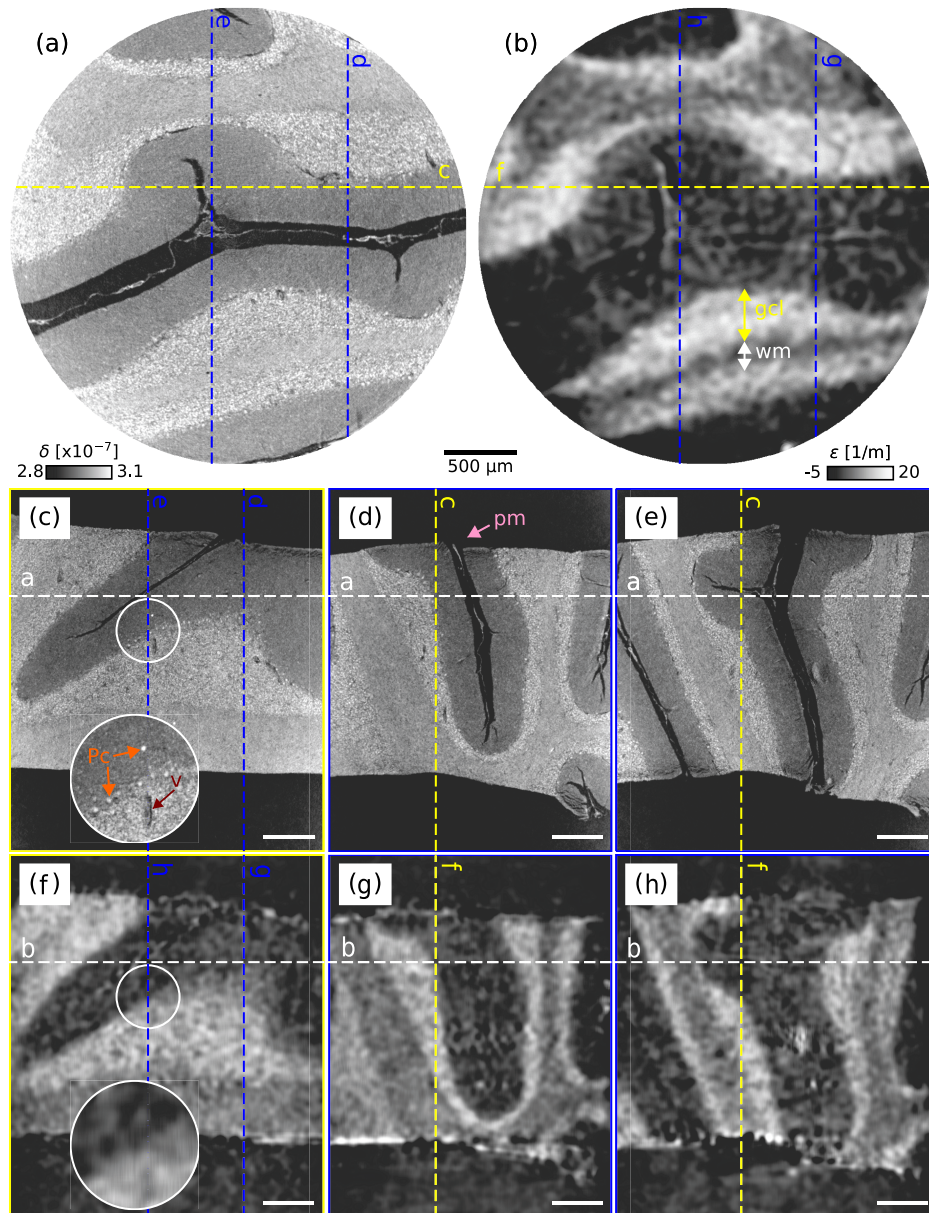 (a)
e
d
c
(b)
h
g
f
gcl
wm
δ [x10⁻⁷]
2.8
3.1
500 µm
ε [1/m]
-5
20
(c)
e
d
a
Pc
v
(d)
c
pm
a
(e)
c
a
(f)
h
g
b
(g)
f
b
(h)
f
b